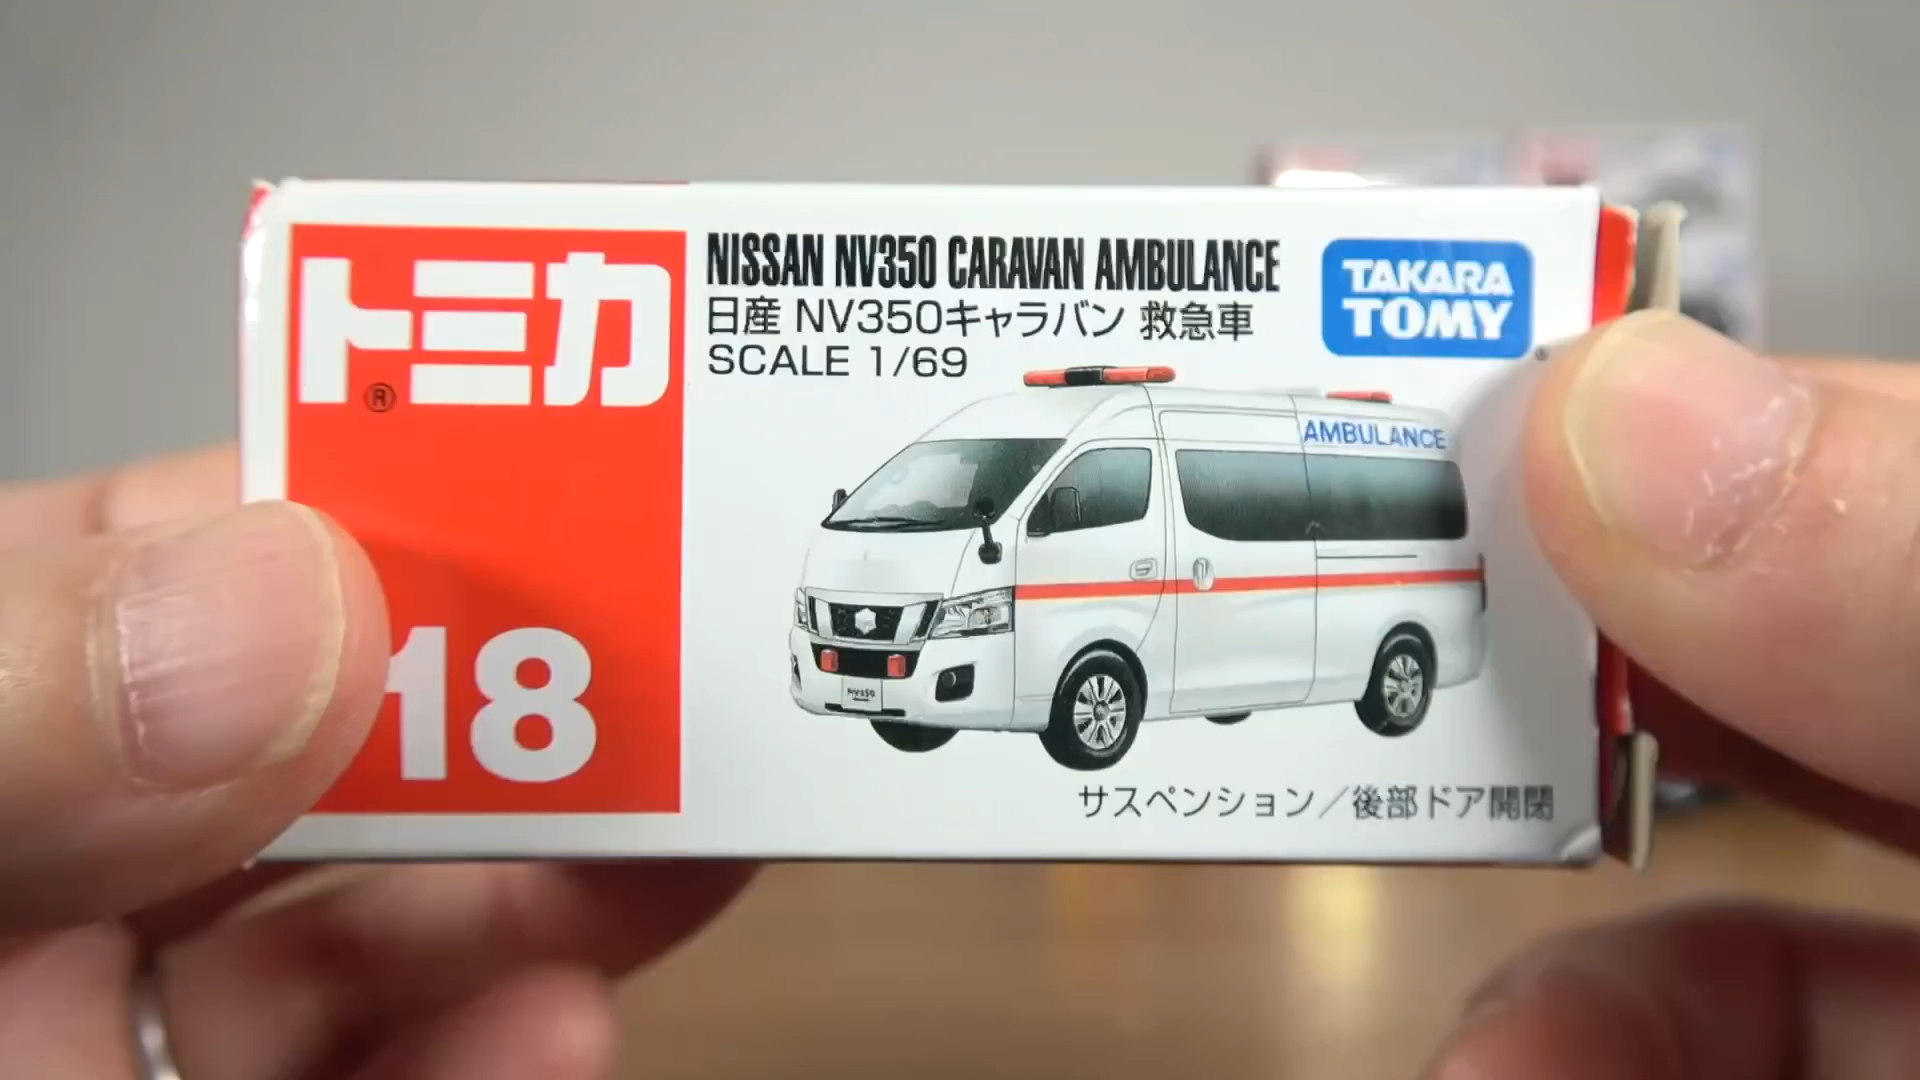 トミカ
®
18
NISSAN NV350 CARAVAN AMBULANCE
日産 NV350キャラバン 救急車
SCALE 1/69
TAKARA
TOMY
AMBULANCE
NV350
サスペンション／後部ドア開閉